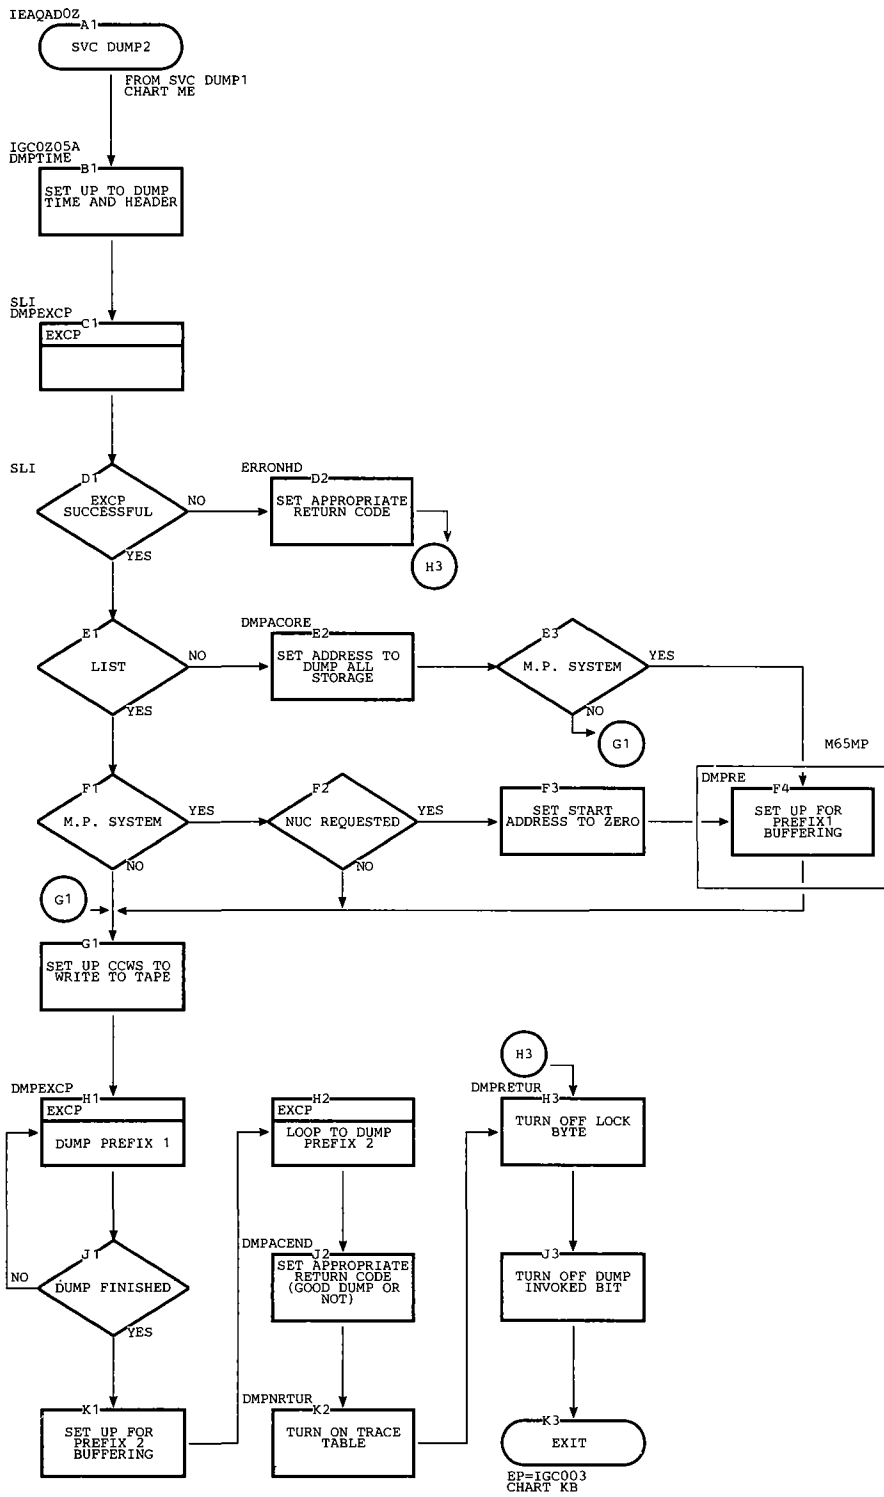 IEAQAD0Z
A1
SVC DUMP2
FROM SVC DUMP1
CHART ME
IGC0Z05A
DMPTIME
B1
SET UP TO DUMP
TIME AND HEADER
SLI
DMPEXCP
C1
EXCP
SLI
D1
EXCP
SUCCESSFUL
NO
YES
ERRONHD
D2
SET APPROPRIATE
RETURN CODE
H3
E1
LIST
NO
YES
DMPACORE
E2
SET ADDRESS TO
DUMP ALL
STORAGE
E3
M.P. SYSTEM
YES
NO
G1
M65MP
F1
M.P. SYSTEM
YES
NO
F2
NUC REQUESTED
YES
NO
F3
SET START
ADDRESS TO ZERO
DMPRE
F4
SET UP FOR
PREFIX1
BUFFERING
G1
G1
SET UP CCWS TO
WRITE TO TAPE
DMPEXCP
H1
EXCP
DUMP PREFIX 1
H2
EXCP
LOOP TO DUMP
PREFIX 2
H3
DMPRETUR
H3
TURN OFF LOCK
BYTE
J1
DUMP FINISHED
NO
YES
DMPACEND
J2
SET APPROPRIATE
RETURN CODE
(GOOD DUMP OR
NOT)
J3
TURN OFF DUMP
INVOKED BIT
K1
SET UP FOR
PREFIX 2
BUFFERING
DMPNRTUR
K2
TURN ON TRACE
TABLE
K3
EXIT
EP=IGC003
CHART KB